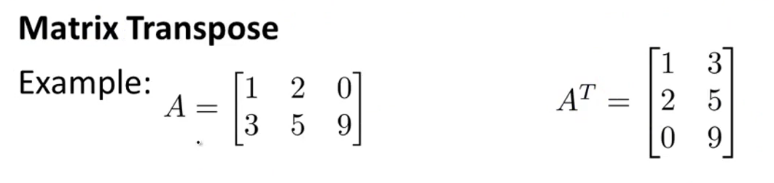 Matrix Transpose
Example: A = [1 2 0; 3 5 9] A^T = [1 3; 2 5; 0 9]